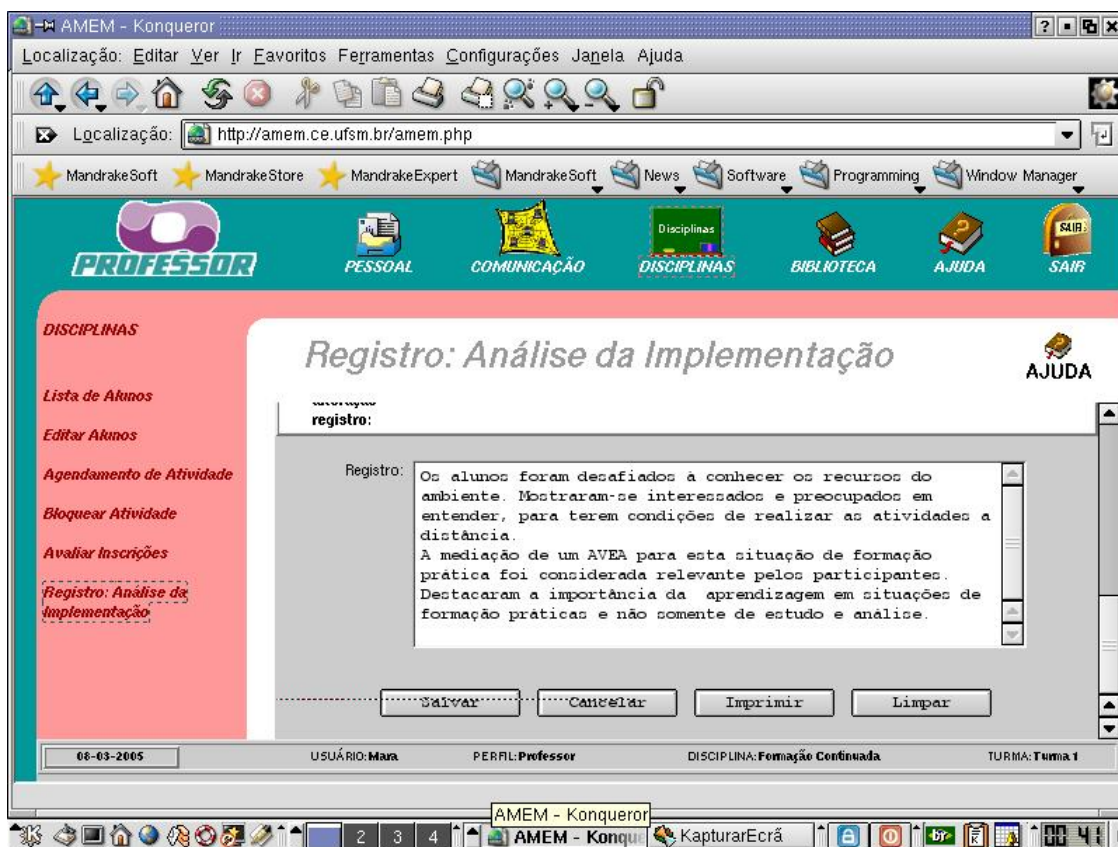 AMEM - Konqueror
Localização: Editar Ver Ir Favoritos Ferramentas Configurações Janela Ajuda
Localização: http://amem.ce.ufsm.br/amem.php
MandrakeSoft MandrakeStore MandrakeExpert MandrakeSoft News Software Programming Window Manager
Disciplinas SAIR
PROFESSOR PESSOAL COMUNICAÇÃO DISCIPLINAS BIBLIOTECA AJUDA SAIR
DISCIPLINAS
Lista de Alunos
Editar Alunos
Agendamento de Atividade
Bloquear Atividade
Avaliar Inscrições
Registro: Análise da
Implementação
Registro: Análise da Implementação
AJUDA
registro:
Registro:
Os alunos foram desafiados à conhecer os recursos do
ambiente. Mostraram-se interessados e preocupados em
entender, para terem condições de realizar as atividades a
distância.
A mediação de um AVEA para esta situação de formação
prática foi considerada relevante pelos participantes.
Destacaram a importância da  aprendizagem em situações de
formação práticas e não somente de estudo e análise.
Salvar Cancelar Imprimir Limpar
08-03-2005 USUÁRIO: Mara PERFIL: Professor DISCIPLINA: Formação Continuada TURMA: Turma 1
AMEM - Konqueror
2 3 4 AMEM - Konque KapturarEcrã br 00 41